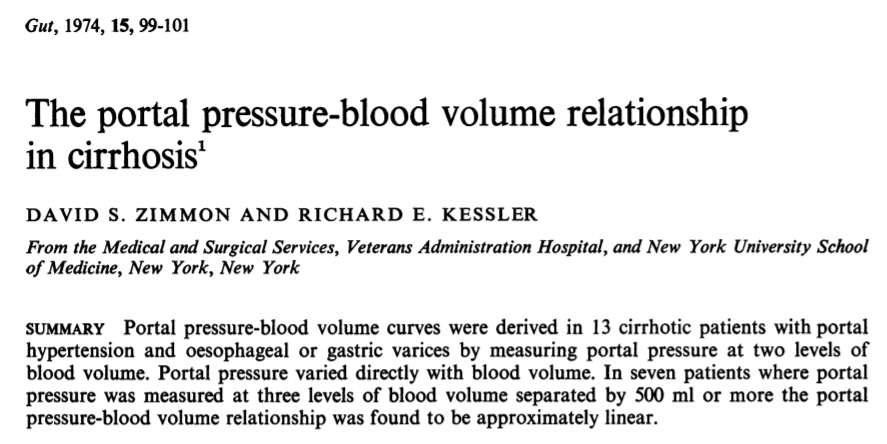 Gut, 1974, 15, 99-101
The portal pressure-blood volume relationship
in cirrhosis¹
DAVID S. ZIMMON AND RICHARD E. KESSLER
From the Medical and Surgical Services, Veterans Administration Hospital, and New York University School
of Medicine, New York, New York
SUMMARY Portal pressure-blood volume curves were derived in 13 cirrhotic patients with portal
hypertension and oesophageal or gastric varices by measuring portal pressure at two levels of
blood volume. Portal pressure varied directly with blood volume. In seven patients where portal
pressure was measured at three levels of blood volume separated by 500 ml or more the portal
pressure-blood volume relationship was found to be approximately linear.